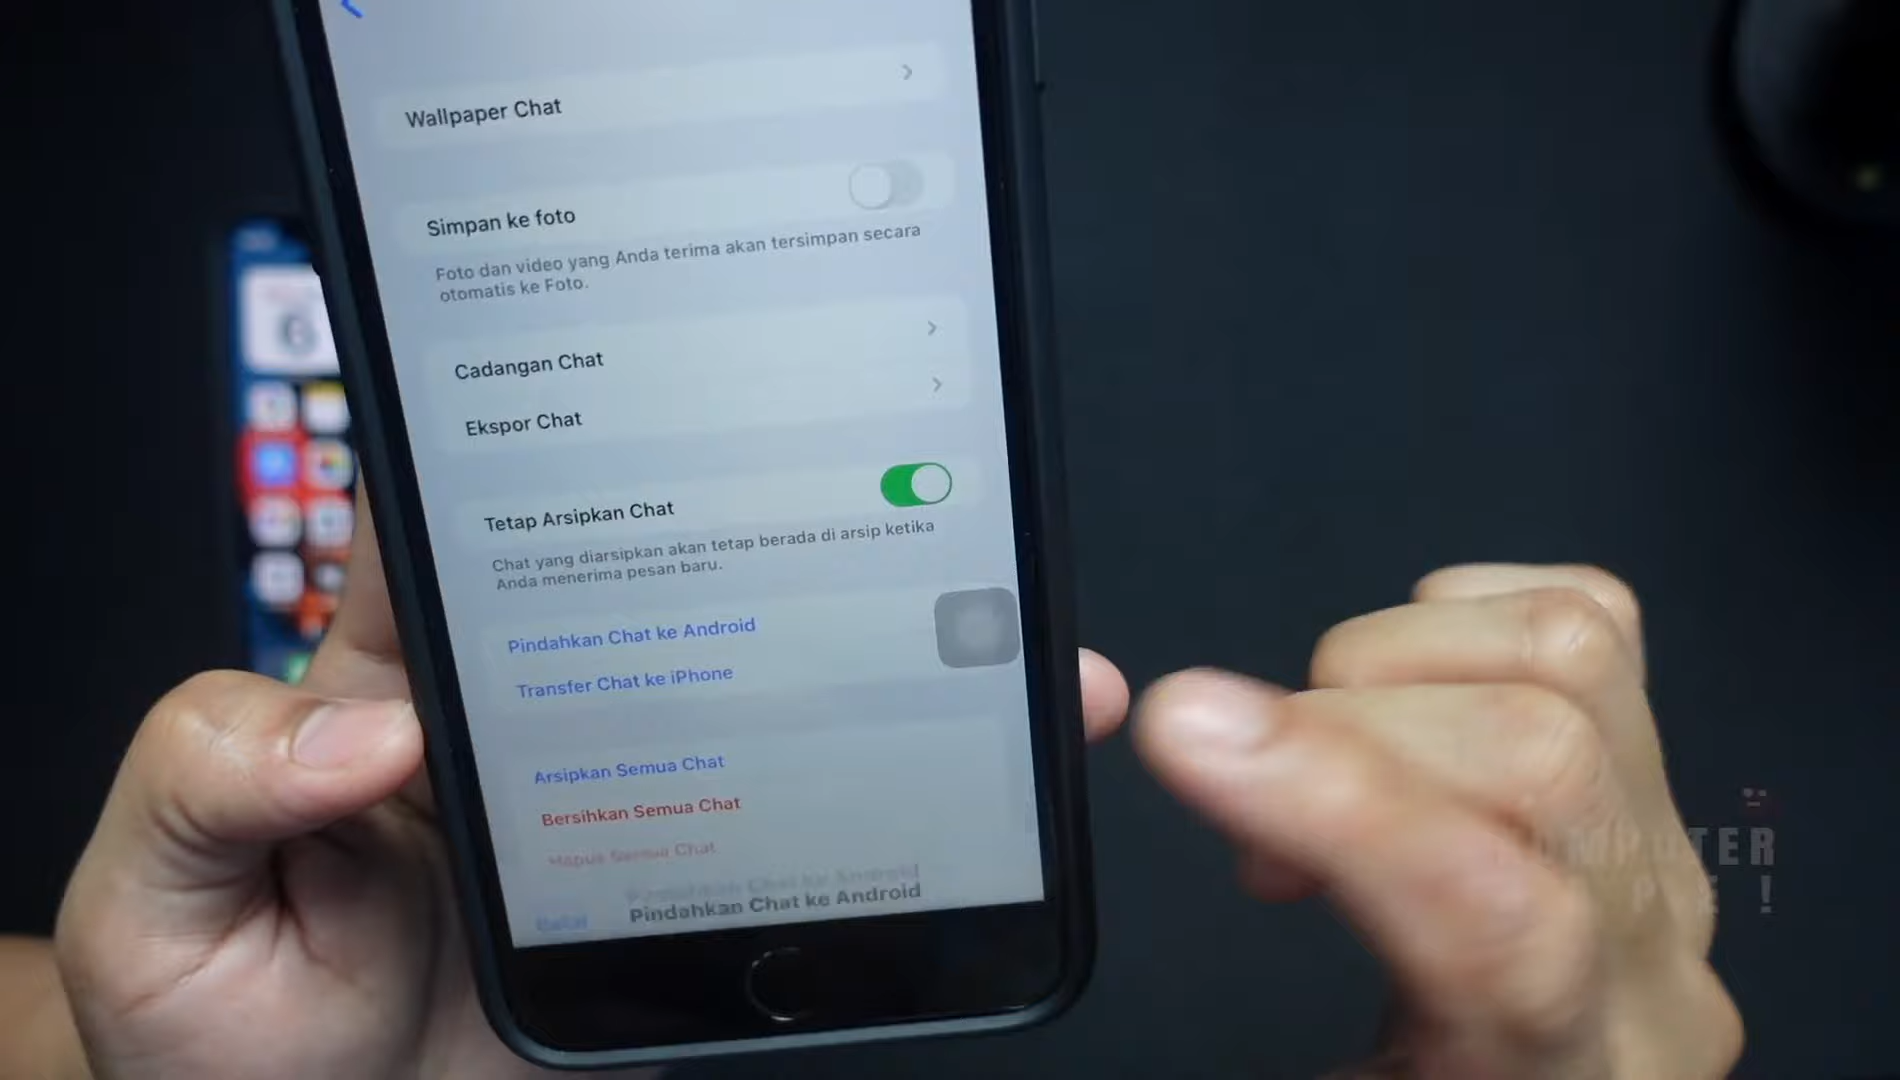 Wallpaper Chat
Simpan ke foto
Foto dan video yang Anda terima akan tersimpan secara
otomatis ke Foto.
Cadangan Chat
Ekspor Chat
Tetap Arsipkan Chat
Chat yang diarsipkan akan tetap berada di arsip ketika
Anda menerima pesan baru.
Pindahkan Chat ke Android
Transfer Chat ke iPhone
Arsipkan Semua Chat
Bersihkan Semua Chat
Hapus Semua Chat
Batal
Pindahkan Chat ke Android
6